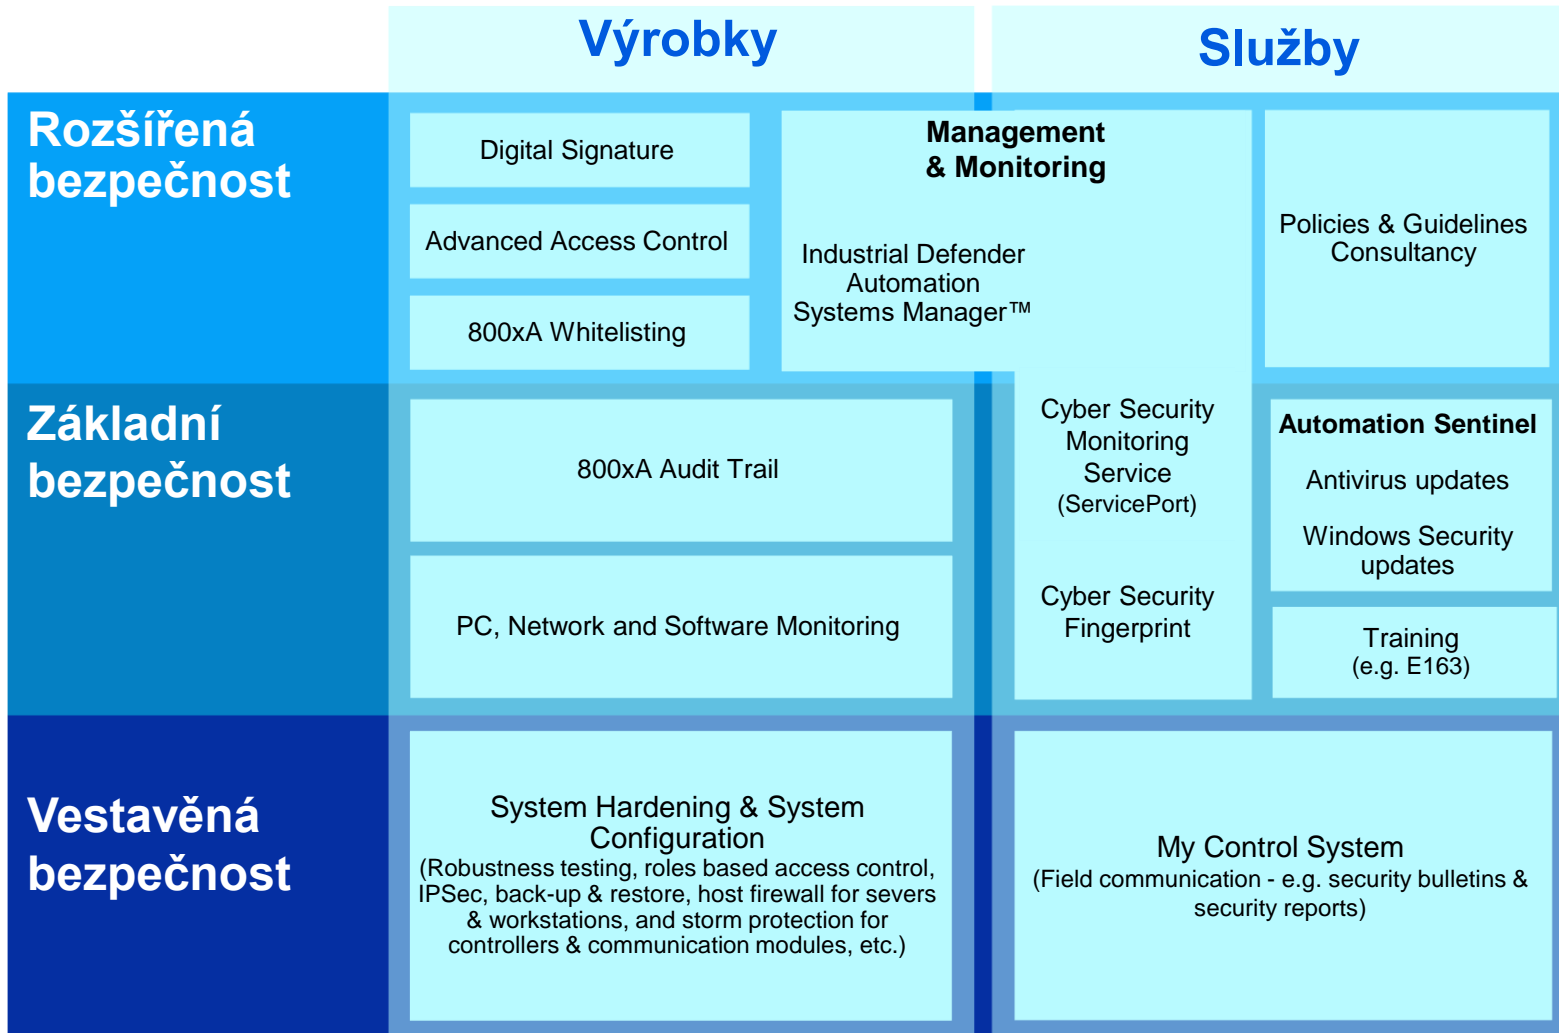 Výrobky
Služby
Rozšířená
bezpečnost
Digital Signature
Advanced Access Control
800xA Whitelisting
Management
& Monitoring
Industrial Defender
Automation
Systems Manager™
Policies & Guidelines
Consultancy
Základní
bezpečnost
800xA Audit Trail
PC, Network and Software Monitoring
Cyber Security
Monitoring
Service
(ServicePort)
Cyber Security
Fingerprint
Automation Sentinel
Antivirus updates
Windows Security
updates
Training
(e.g. E163)
Vestavěná
bezpečnost
System Hardening & System
Configuration
(Robustness testing, roles based access control,
IPSec, back-up & restore, host firewall for severs
& workstations, and storm protection for
controllers & communication modules, etc.)
My Control System
(Field communication - e.g. security bulletins &
security reports)